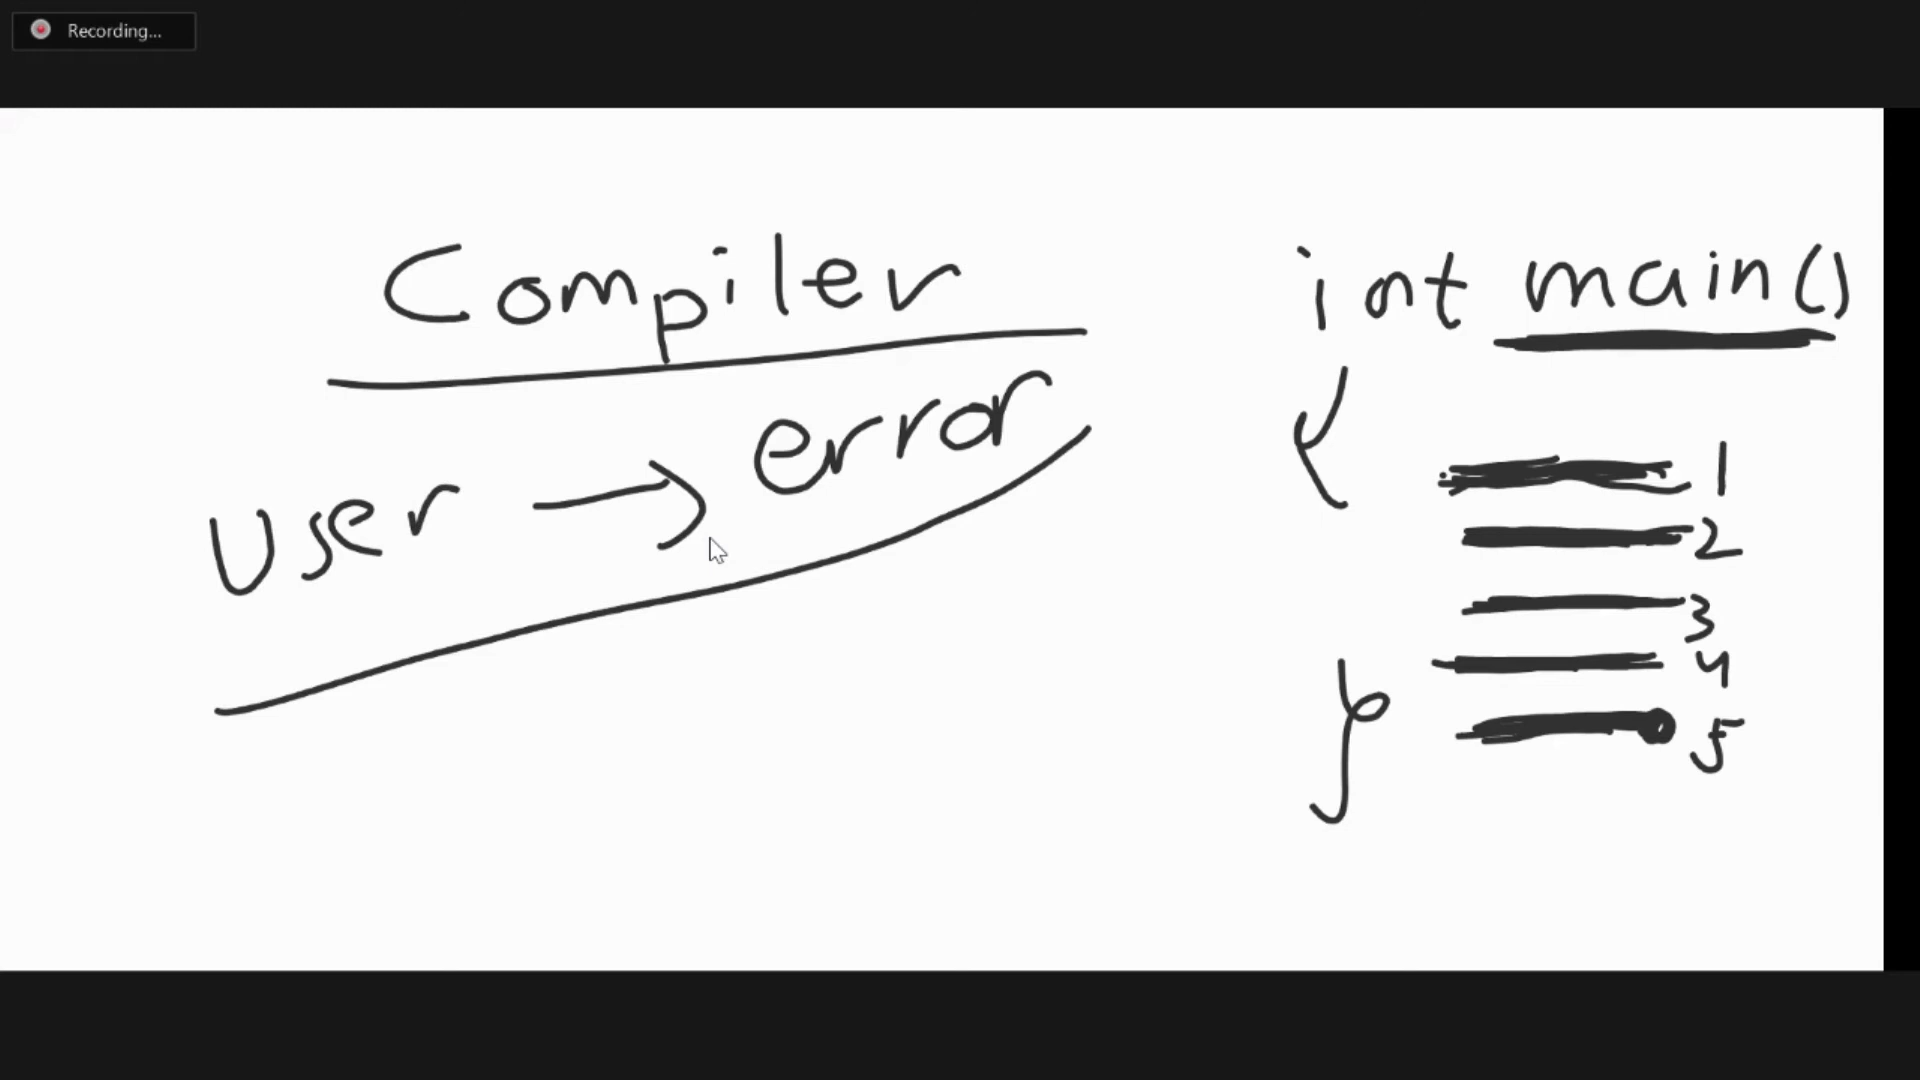 Recording...
Compiler
User → error
int main()
{
1
2
3
4
5
}